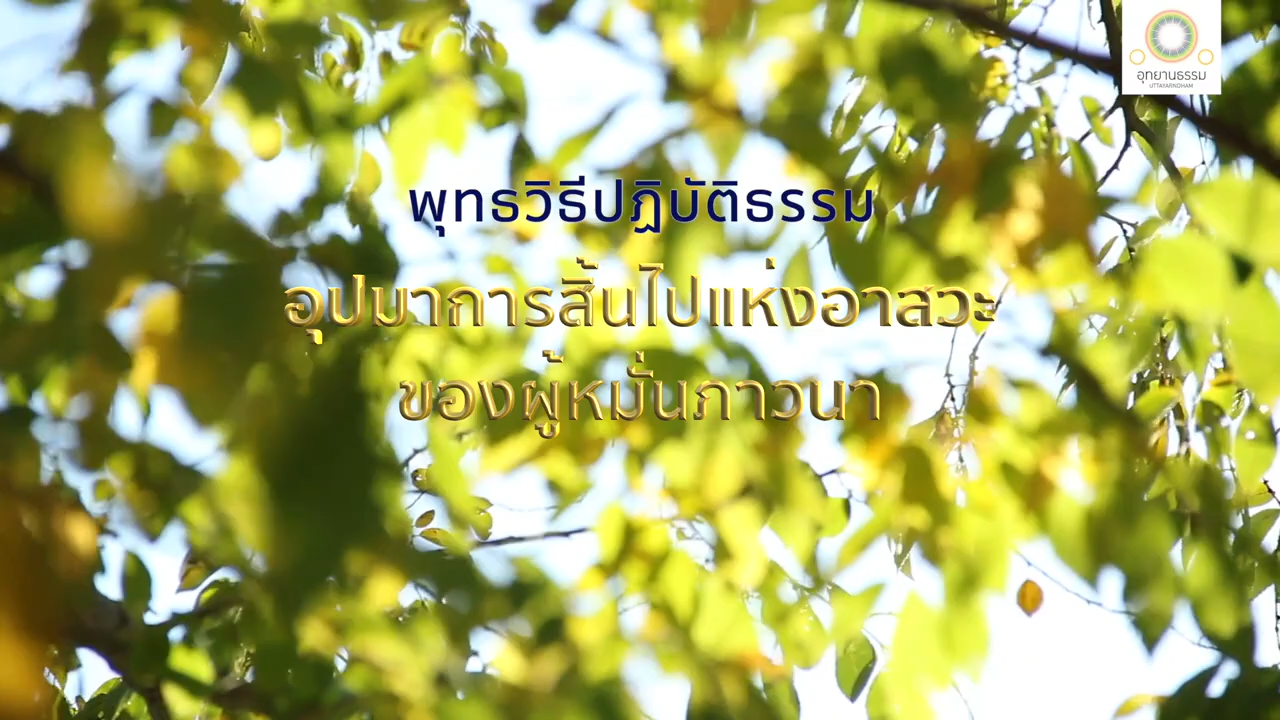 อุทยานธรรม
UTTAYARNDHAM
พุทธวิธีปฏิบัติธรรม
อุปมาการสิ้นไปแห่งอาสวะ
ของผู้หมั่นภาวนา